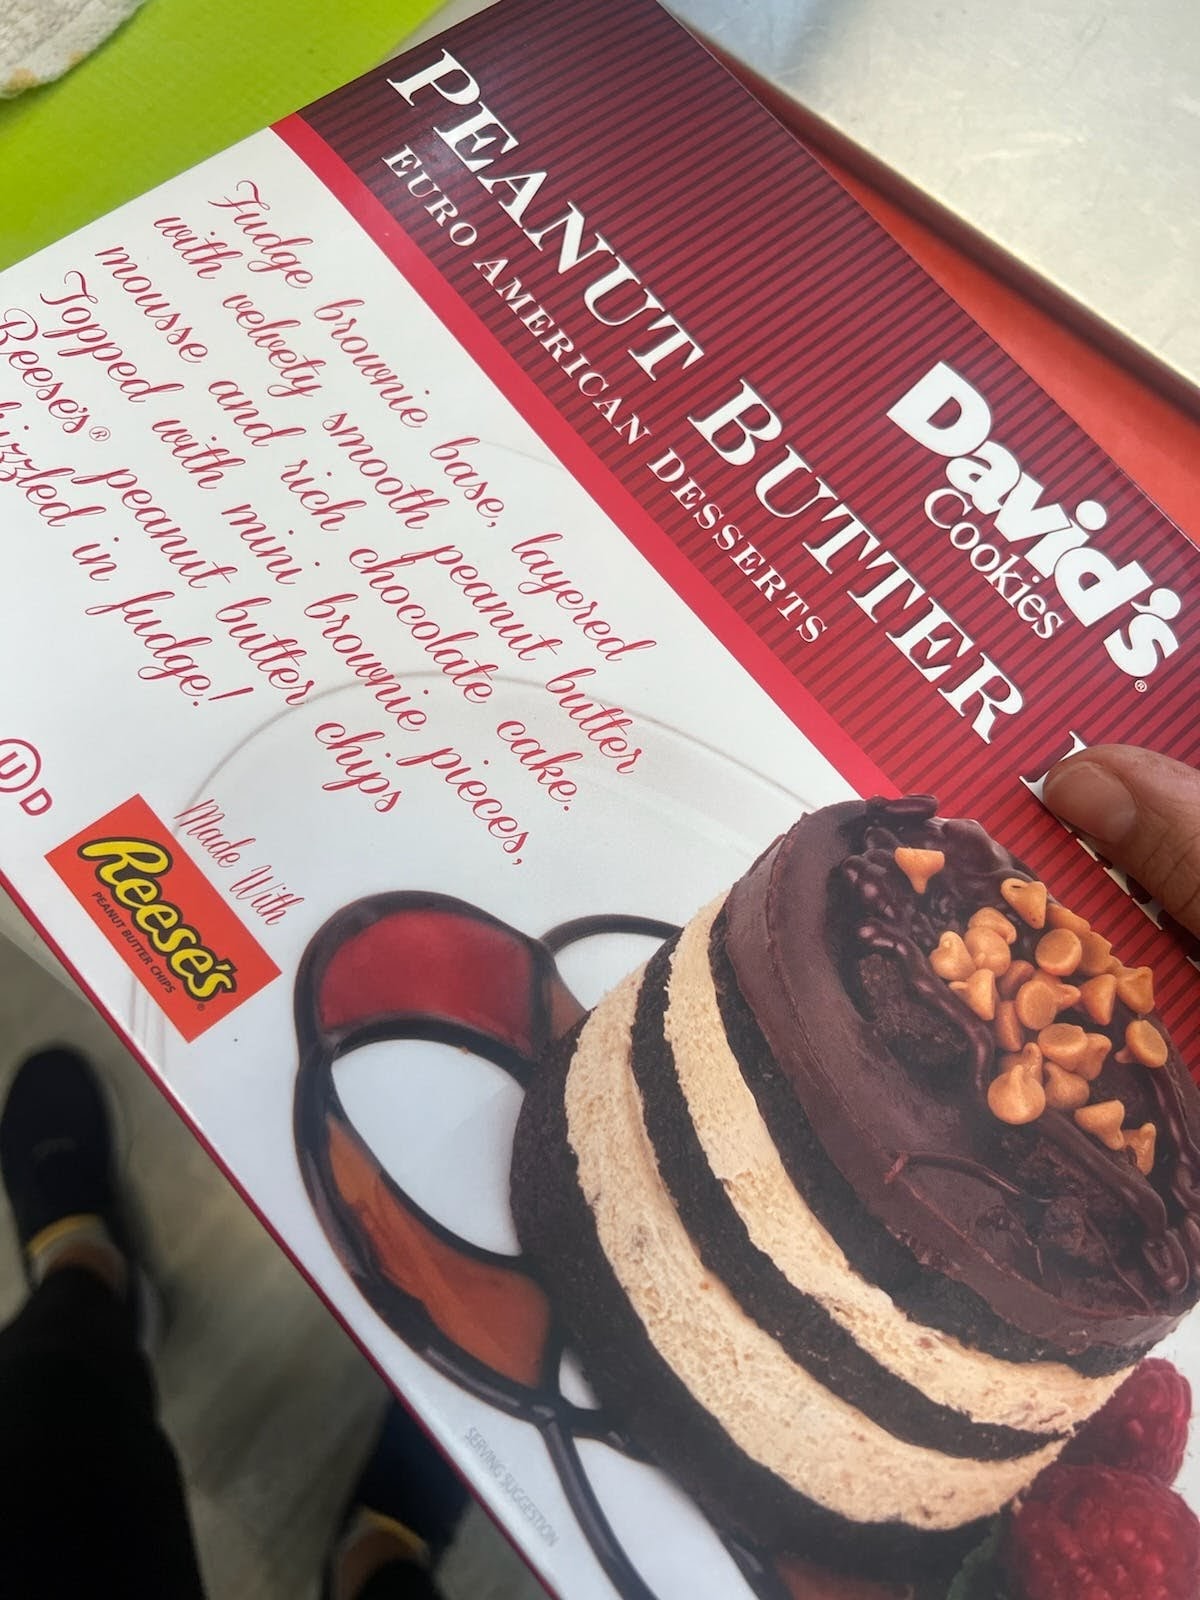 David's
Cookies®
PEANUT BUTTER
EURO AMERICAN DESSERTS
Fudge brownie base, layered
with velvety smooth peanut butter
mousse and rich chocolate cake.
Topped with mini brownie pieces,
Reese's® peanut butter chips
in fudge!
U D
Made With
Reese's®
PEANUT BUTTER CHIPS
SERVING SUGGESTION